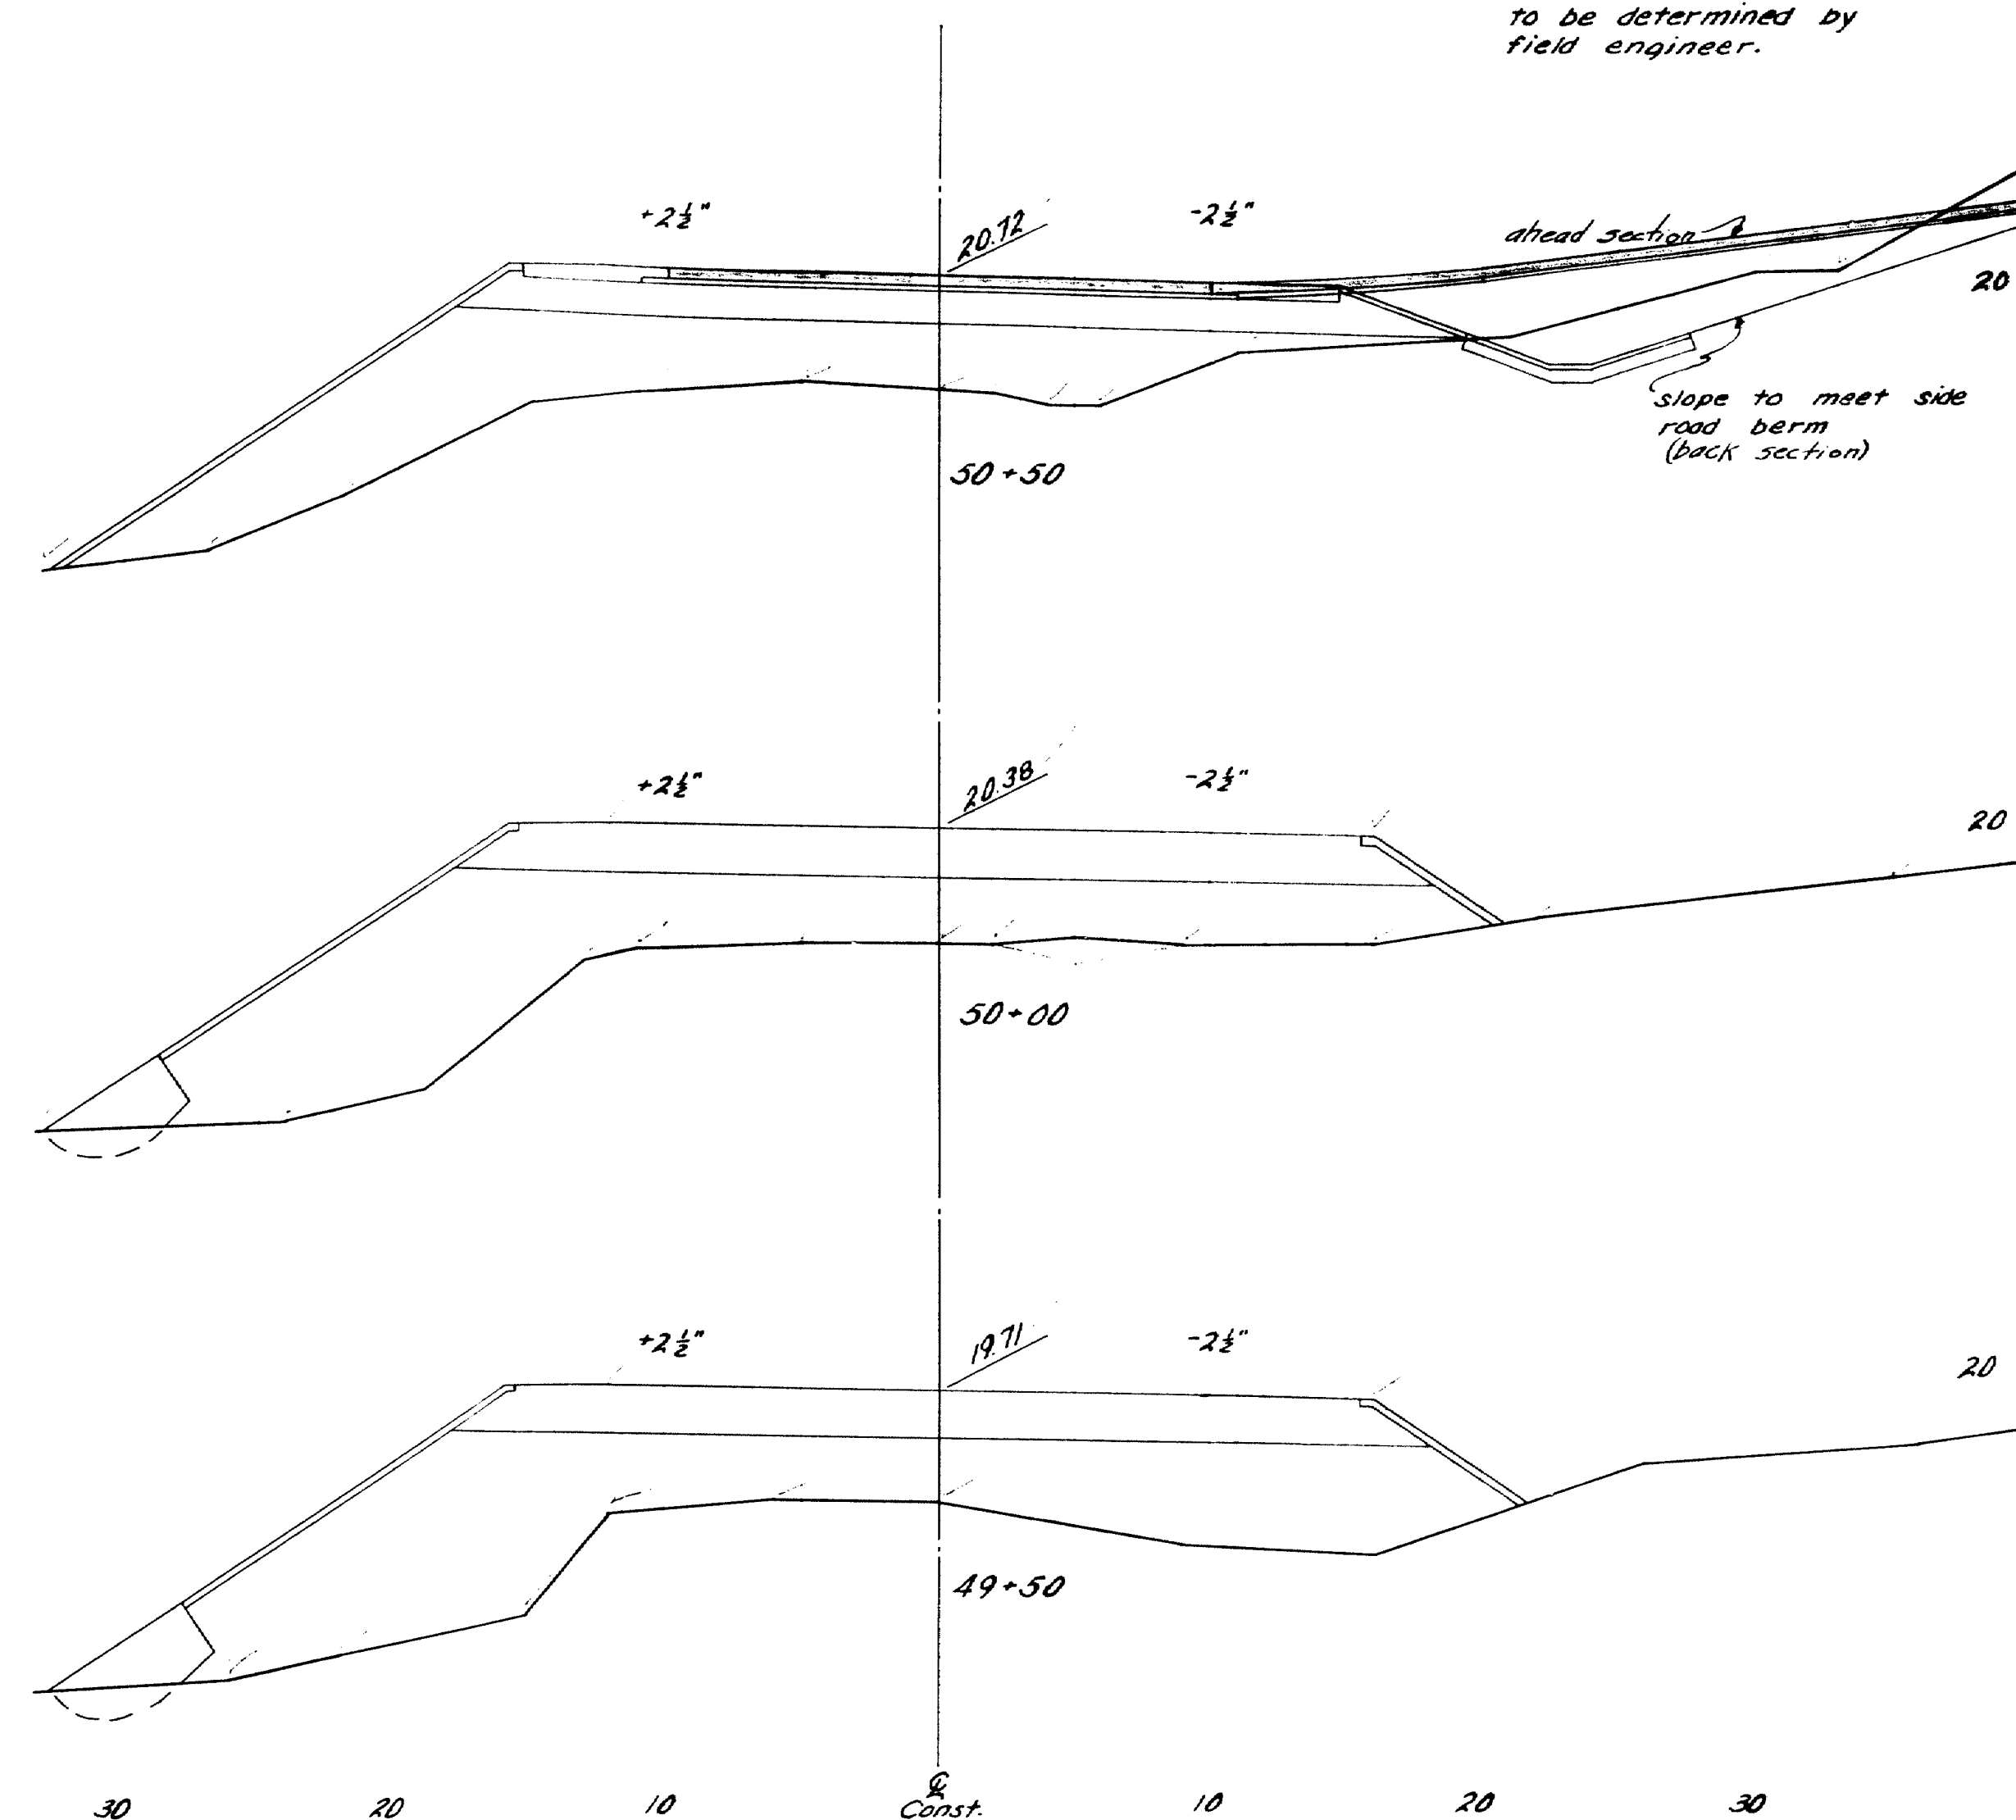 to be determined by
field engineer.
+2½"
20.72
-2½"
ahead section
20
slope to meet side
road berm
(back section)
50+50
+2½"
20.38
-2½"
20
50+00
+2½"
19.71
-2½"
20
49+50
30 20 10 ℄ 10 20 30
Const.